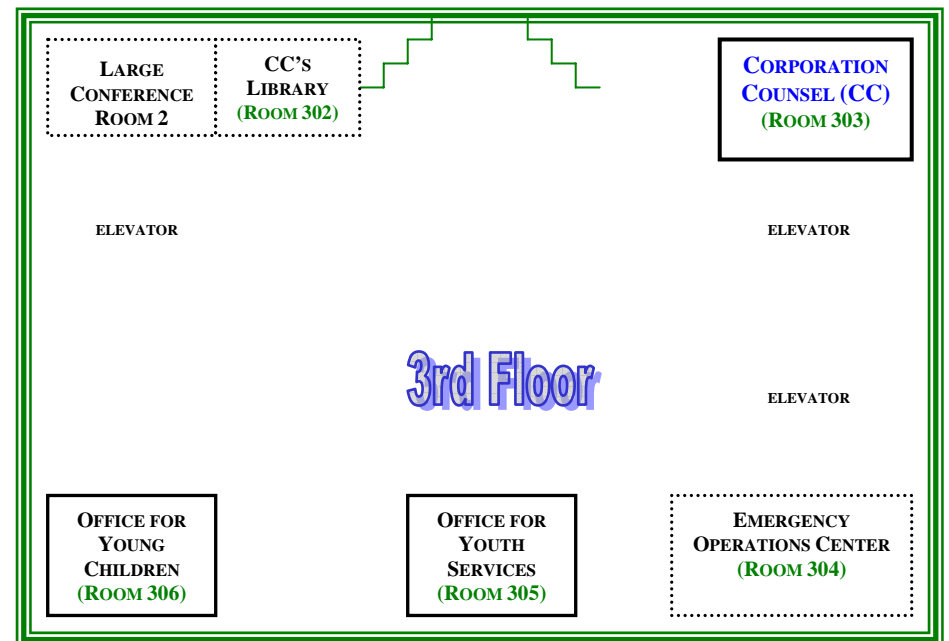 LARGE
CONFERENCE
ROOM 2
CC'S
LIBRARY
(ROOM 302)
CORPORATION
COUNSEL (CC)
(ROOM 303)
ELEVATOR
ELEVATOR
3rd Floor
ELEVATOR
OFFICE FOR
YOUNG
CHILDREN
(ROOM 306)
OFFICE FOR
YOUTH
SERVICES
(ROOM 305)
EMERGENCY
OPERATIONS CENTER
(ROOM 304)